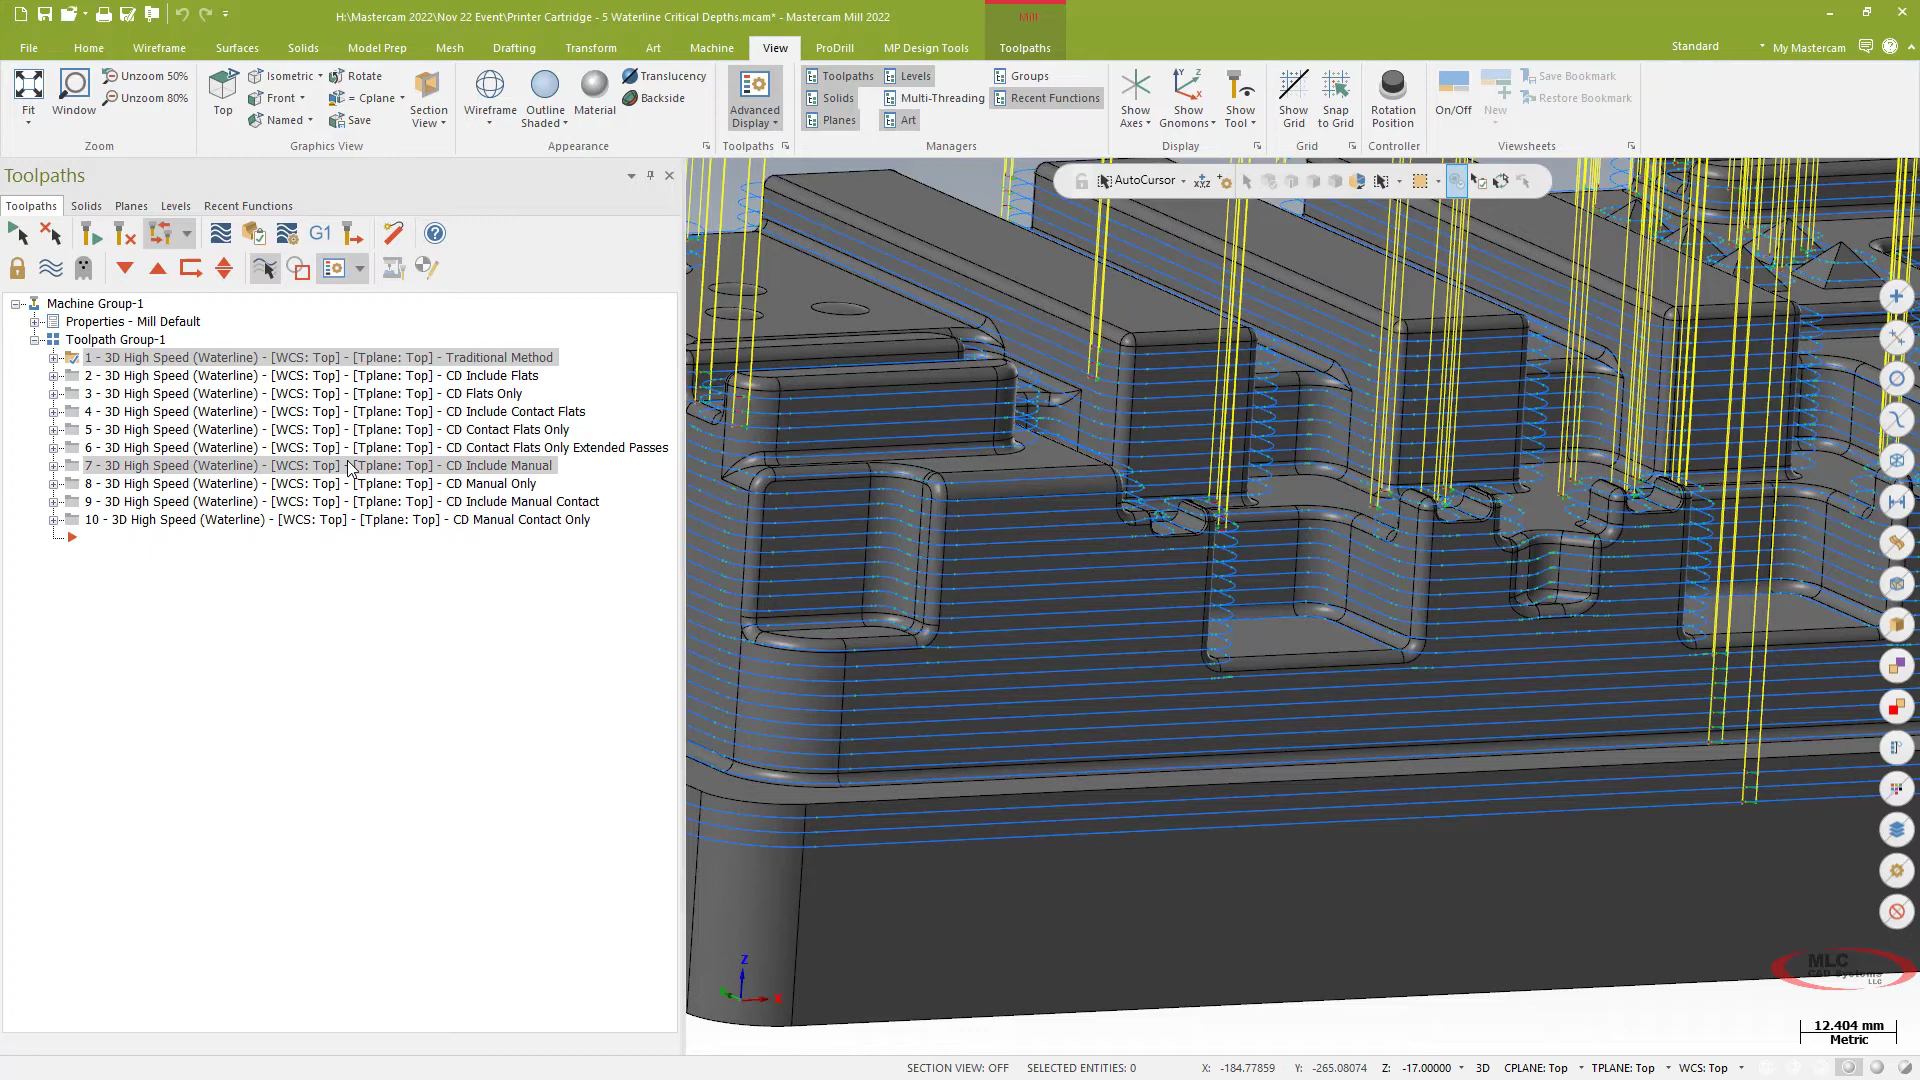 H:\Mastercam 2022\Nov 22 Event\Printer Cartridge - 5 Waterline Critical Depths.mcam* - Mastercam Mill 2022
Mill
File Home Wireframe Surfaces Solids Model Prep Mesh Drafting Transform Art Machine View ProDrill MP Design Tools Toolpaths Standard My Mastercam
Fit
Window
Unzoom 50%
Unzoom 80%
Zoom
Top
Isometric
Front
Named
Rotate
= Cplane
Save
Section View
Graphics View
Wireframe
Outline Shaded
Material
Translucency
Backside
Appearance
Advanced Display
Toolpaths
Toolpaths
Solids
Planes
Levels
Multi-Threading
Art
Groups
Recent Functions
Managers
Show Axes
Show Gnomons
Show Tool
Display
Show Grid
Snap to Grid
Grid
Rotation Position
Controller
On/Off
New
Save Bookmark
Restore Bookmark
Viewsheets
Toolpaths
Toolpaths Solids Planes Levels Recent Functions
G1
AutoCursor
XYZ
Machine Group-1
Properties - Mill Default
Toolpath Group-1
1 - 3D High Speed (Waterline) - [WCS: Top] - [Tplane: Top] - Traditional Method
2 - 3D High Speed (Waterline) - [WCS: Top] - [Tplane: Top] - CD Include Flats
3 - 3D High Speed (Waterline) - [WCS: Top] - [Tplane: Top] - CD Flats Only
4 - 3D High Speed (Waterline) - [WCS: Top] - [Tplane: Top] - CD Include Contact Flats
5 - 3D High Speed (Waterline) - [WCS: Top] - [Tplane: Top] - CD Contact Flats Only
6 - 3D High Speed (Waterline) - [WCS: Top] - [Tplane: Top] - CD Contact Flats Only Extended Passes
7 - 3D High Speed (Waterline) - [WCS: Top] - [Tplane: Top] - CD Include Manual
8 - 3D High Speed (Waterline) - [WCS: Top] - [Tplane: Top] - CD Manual Only
9 - 3D High Speed (Waterline) - [WCS: Top] - [Tplane: Top] - CD Include Manual Contact
10 - 3D High Speed (Waterline) - [WCS: Top] - [Tplane: Top] - CD Manual Contact Only
Z
X
MLC
CAD Systems
LLC
12.404 mm
Metric
SECTION VIEW: OFF SELECTED ENTITIES: 0 X: -184.77859 Y: -265.08074 Z: -17.00000 3D CPLANE: Top TPLANE: Top WCS: Top